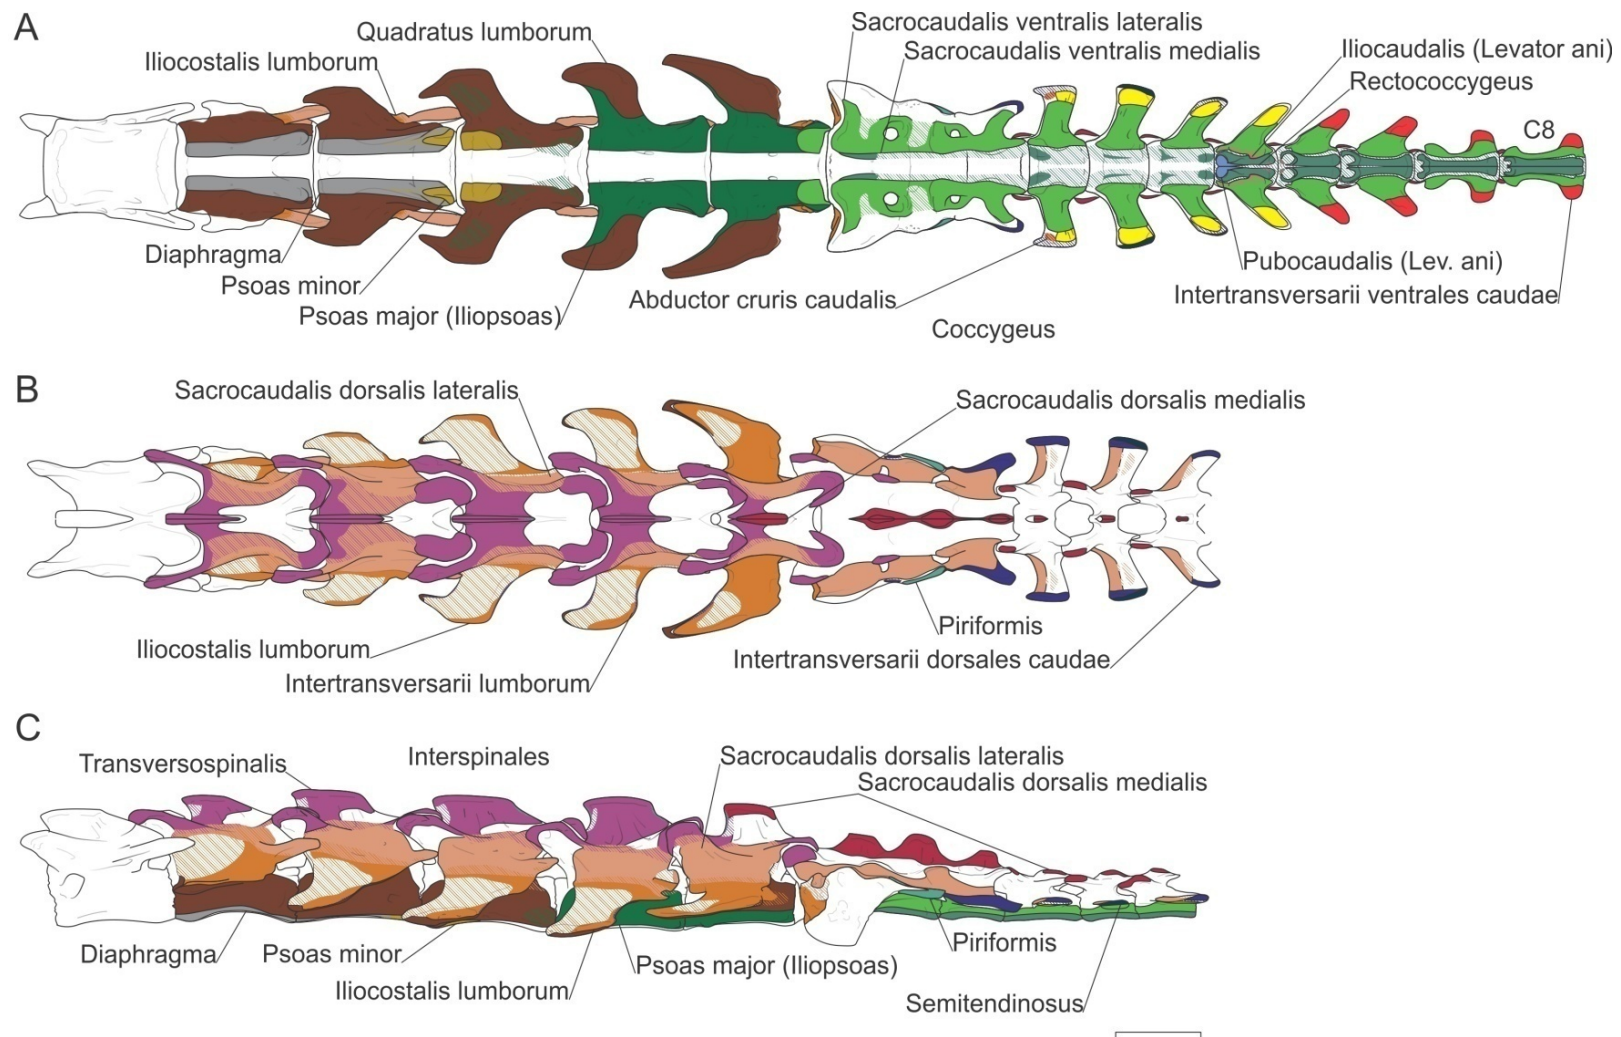 A
Quadratus lumborum
Iliocostalis lumborum
Sacrocaudalis ventralis lateralis
Sacrocaudalis ventralis medialis
Iliocaudalis (Levator ani)
Rectococcygeus
C8
Diaphragma
Psoas minor
Psoas major (Iliopsoas)
Abductor cruris caudalis
Coccygeus
Pubocaudalis (Lev. ani)
Intertransversarii ventrales caudae
B
Sacrocaudalis dorsalis lateralis
Sacrocaudalis dorsalis medialis
Iliocostalis lumborum
Intertransversarii lumborum
Piriformis
Intertransversarii dorsales caudae
C
Transversospinalis
Interspinales
Sacrocaudalis dorsalis lateralis
Sacrocaudalis dorsalis medialis
Diaphragma
Psoas minor
Iliocostalis lumborum
Psoas major (Iliopsoas)
Piriformis
Semitendinosus